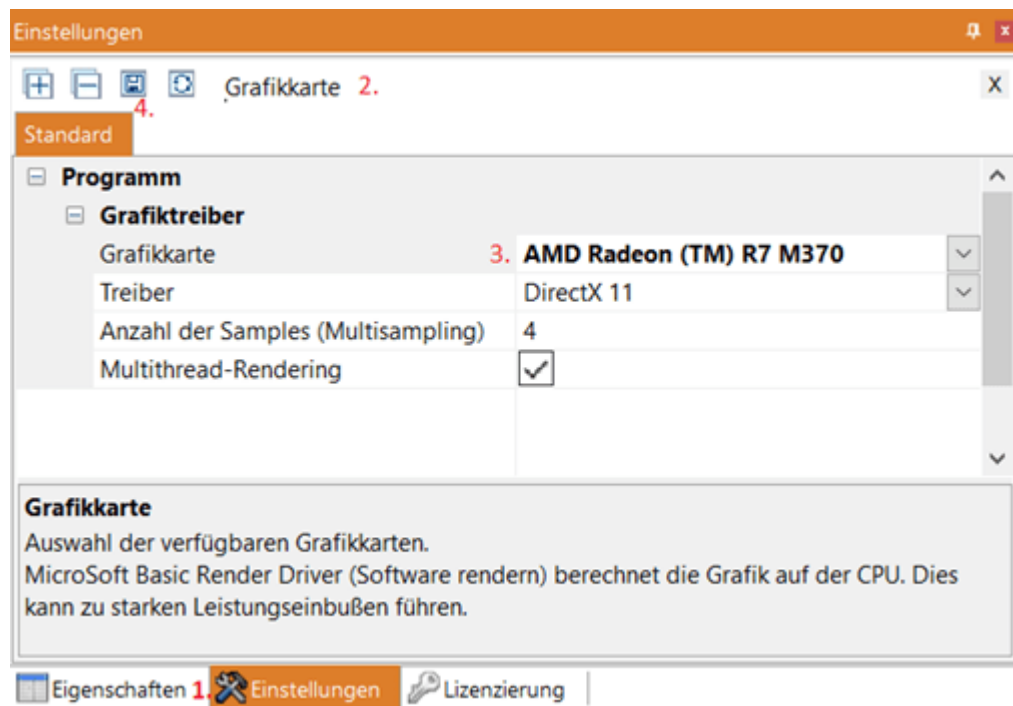 Einstellungen
Grafikkarte 2.
X
4.
Standard
Programm
Grafiktreiber
Grafikkarte 3. AMD Radeon (TM) R7 M370
Treiber DirectX 11
Anzahl der Samples (Multisampling) 4
Multithread-Rendering
Grafikkarte
Auswahl der verfügbaren Grafikkarten.
MicroSoft Basic Render Driver (Software rendern) berechnet die Grafik auf der CPU. Dies
kann zu starken Leistungseinbußen führen.
Eigenschaften 1. Einstellungen Lizenzierung